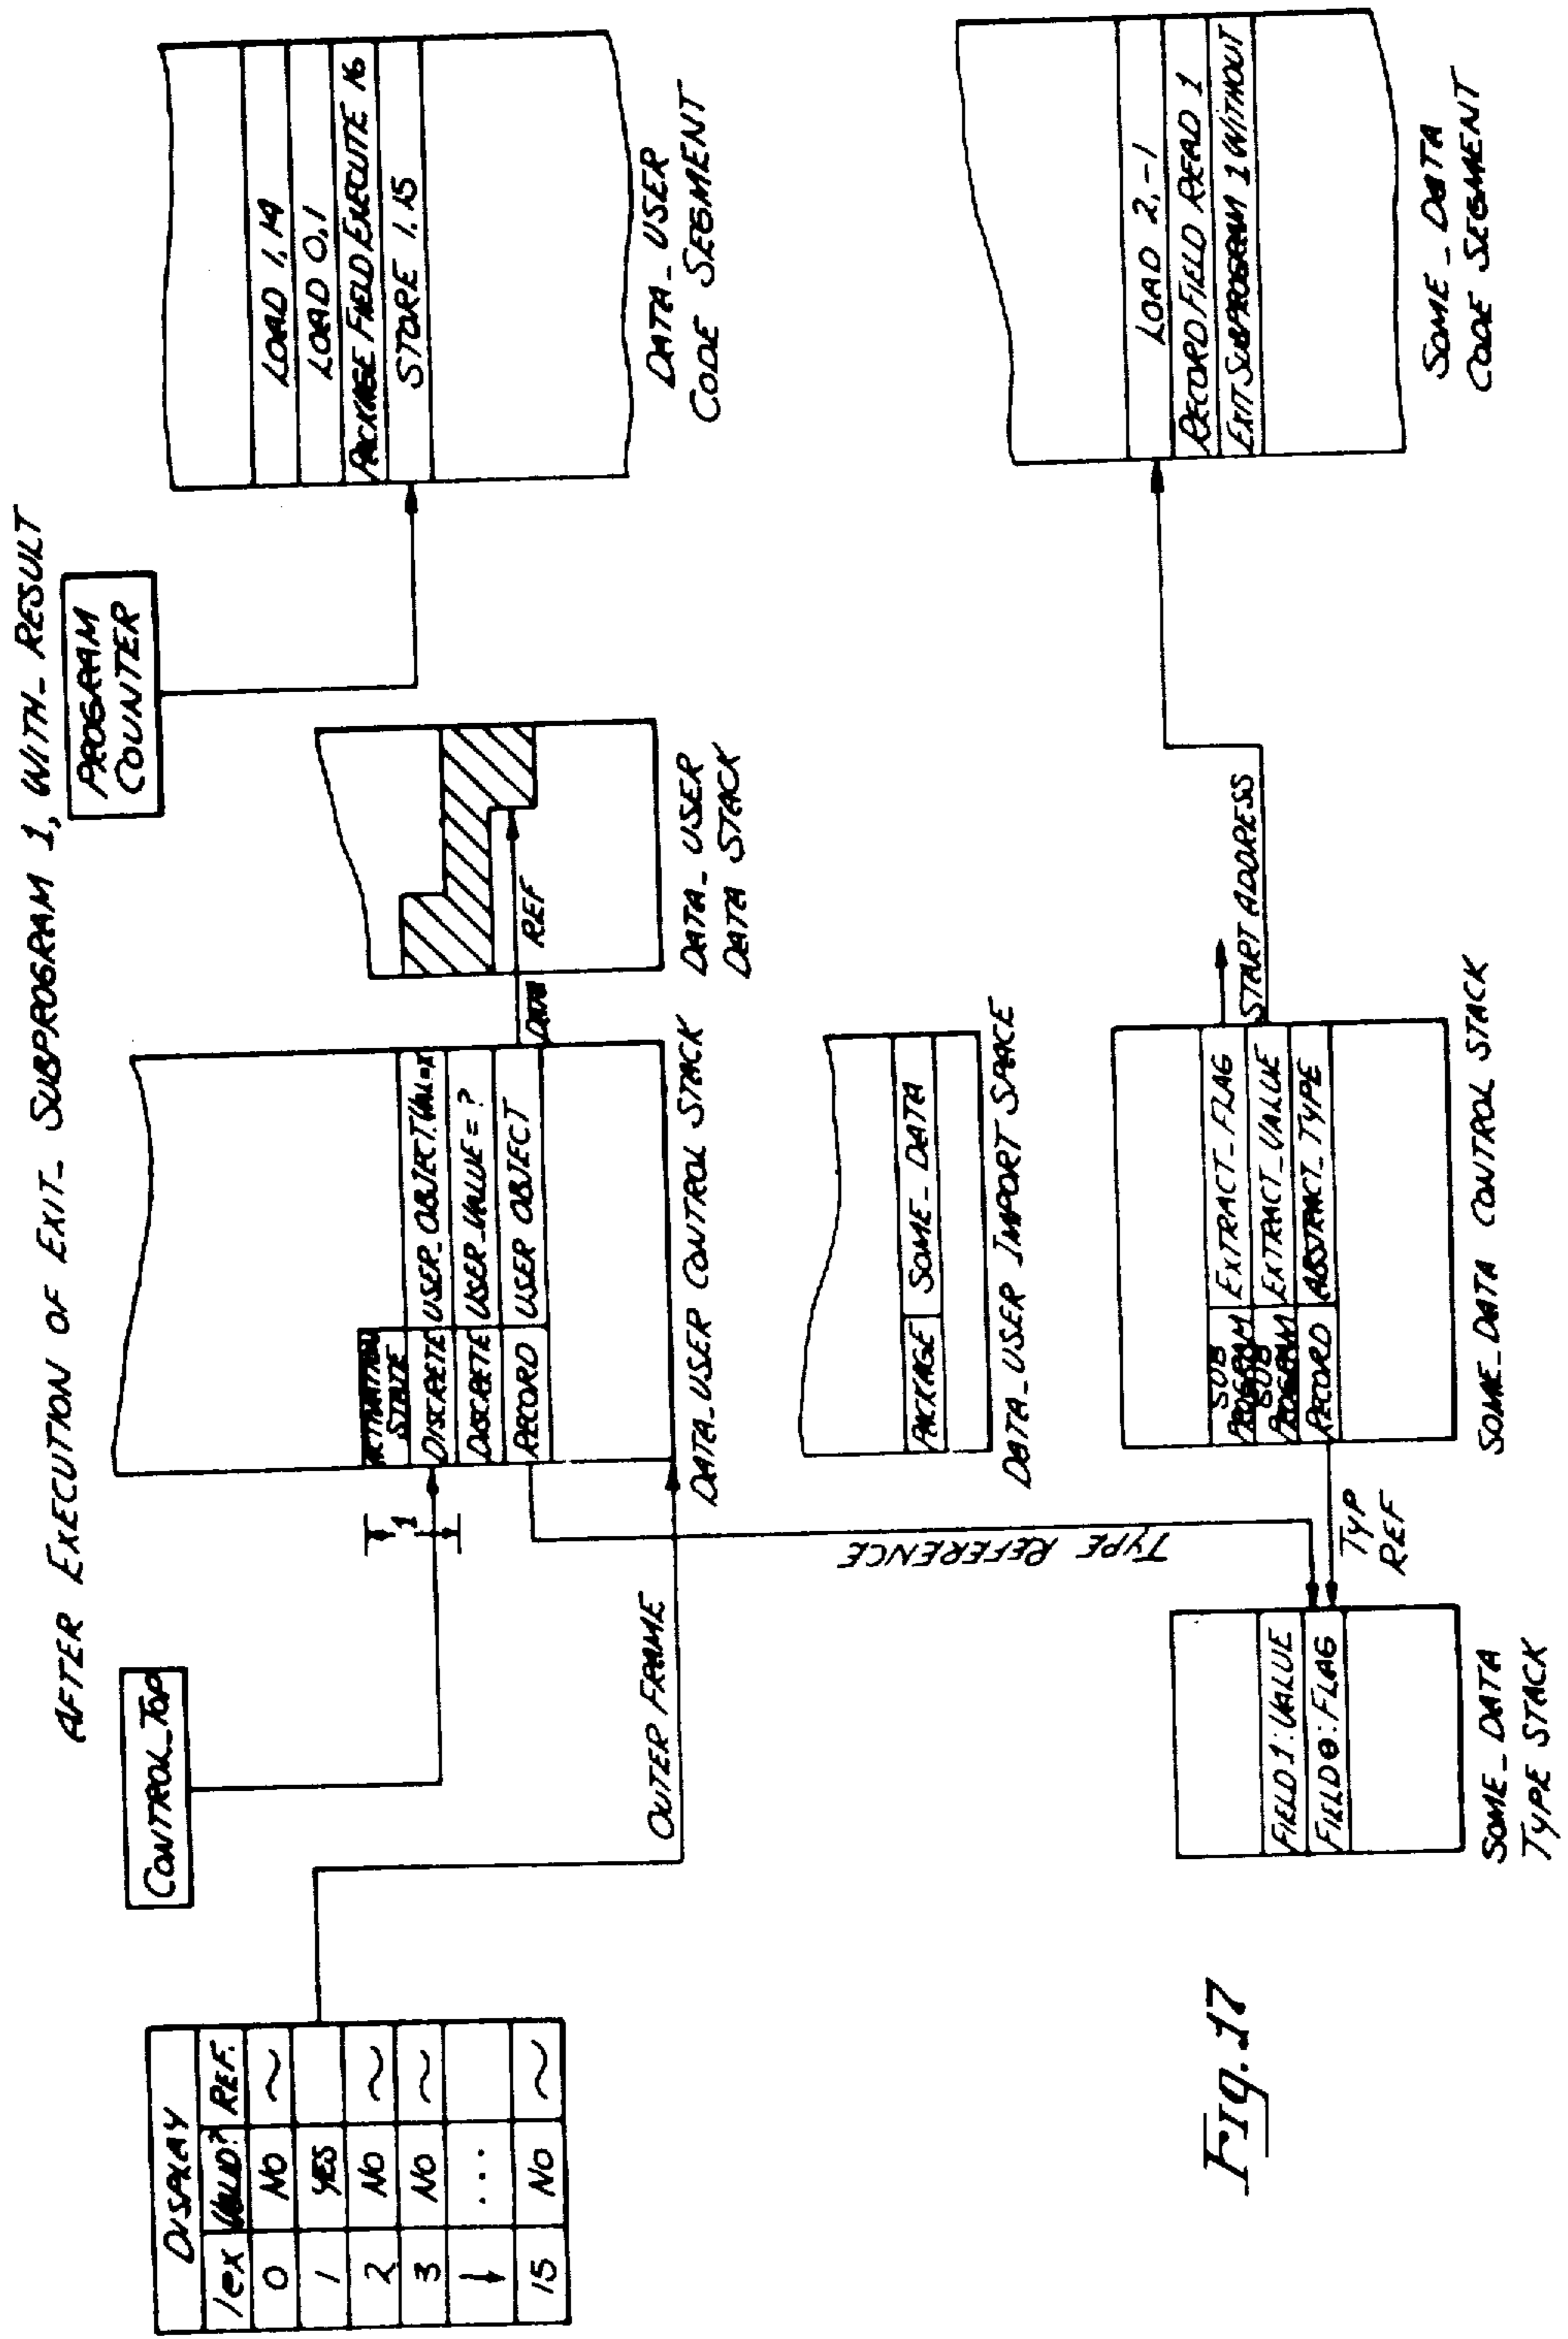 AFTER EXECUTION OF EXIT_ SUBPROGRAM 1, WITH_ RESULT
DISPLAY
lex VALID? REF.
0 NO ~
1 YES
2 NO ~
3 NO ~
↓ ...
15 NO ~
CONTROL_TOP
OUTER FRAME
1
ACTIVATION
STATE
DISCRETE USER_OBJECT.VAL=X
DISCRETE USER_VALUE=?
RECORD USER OBJECT
DATA_USER CONTROL STACK
DATA
REF
DATA_ USER
DATA STACK
PROGRAM
COUNTER
LOAD 1,14
LOAD 0,1
PACKAGE FIELD EXECUTE 16
STORE 1,15
DATA_ USER
CODE SEGMENT
TYPE REFERENCE
PACKAGE SOME_ DATA
DATA_USER IMPORT SPACE
FIELD 1: VALUE
FIELD 0: FLAG
SOME_ DATA
TYPE STACK
TYP
REF
SUB
PROGRAM EXTRACT_FLAG
SUB
PROGRAM EXTRACT_VALUE
RECORD ABSTRACT_TYPE
SOME_DATA CONTROL STACK
START ADDRESS
LOAD 2,-1
RECORD FIELD READ 1
EXIT SUBPROGRAM 1 WITHOUT
SOME_ DATA
CODE SEGMENT
FIG. 17